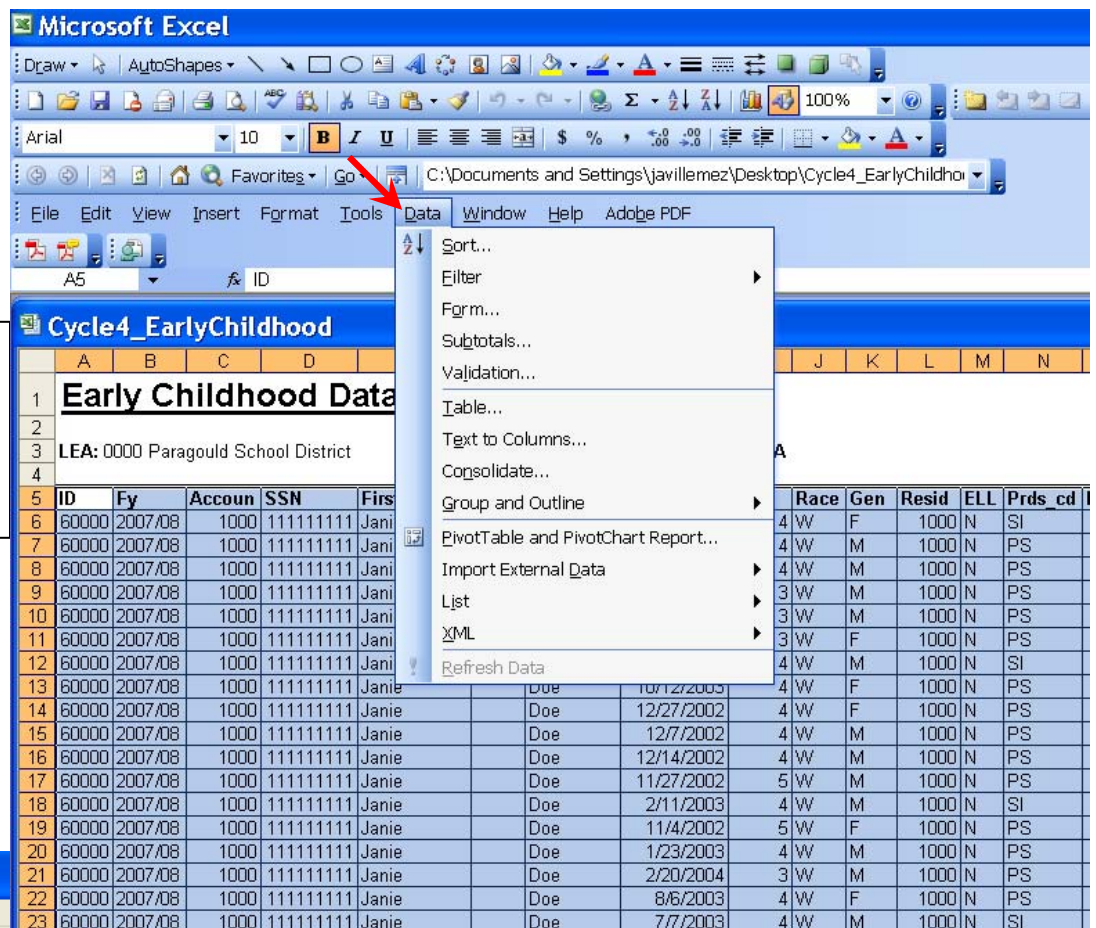 Microsoft Excel
Draw AutoShapes
100%
Arial 10 B I U $ % ,
Favorites Go C:\Documents and Settings\javillemez\Desktop\Cycle4_EarlyChildho
File Edit View Insert Format Tools Data Window Help Adobe PDF
A5 fx ID
Sort...
Filter
Form...
Subtotals...
Validation...
Table...
Text to Columns...
Consolidate...
Group and Outline
PivotTable and PivotChart Report...
Import External Data
List
XML
Refresh Data
Cycle4_EarlyChildhood
A B C D J K L M N
1 Early Childhood Data
2
3 LEA: 0000 Paragould School District A
4
5 ID Fy Accoun SSN Firs Race Gen Resid ELL Prds_cd
6 60000 2007/08 1000 111111111 Jani 4 W F 1000 N SI
7 60000 2007/08 1000 111111111 Jani 4 W M 1000 N PS
8 60000 2007/08 1000 111111111 Jani 4 W M 1000 N PS
9 60000 2007/08 1000 111111111 Jani 3 W M 1000 N PS
10 60000 2007/08 1000 111111111 Jani 3 W M 1000 N PS
11 60000 2007/08 1000 111111111 Jani 3 W F 1000 N PS
12 60000 2007/08 1000 111111111 Jani 4 W M 1000 N SI
13 60000 2007/08 1000 111111111 Janie Doe 10/12/2003 4 W F 1000 N PS
14 60000 2007/08 1000 111111111 Janie Doe 12/27/2002 4 W F 1000 N PS
15 60000 2007/08 1000 111111111 Janie Doe 12/7/2002 4 W M 1000 N PS
16 60000 2007/08 1000 111111111 Janie Doe 12/14/2002 4 W M 1000 N PS
17 60000 2007/08 1000 111111111 Janie Doe 11/27/2002 5 W M 1000 N PS
18 60000 2007/08 1000 111111111 Janie Doe 2/11/2003 4 W M 1000 N SI
19 60000 2007/08 1000 111111111 Janie Doe 11/4/2002 5 W F 1000 N PS
20 60000 2007/08 1000 111111111 Janie Doe 1/23/2003 4 W M 1000 N PS
21 60000 2007/08 1000 111111111 Janie Doe 2/20/2004 3 W M 1000 N PS
22 60000 2007/08 1000 111111111 Janie Doe 8/6/2003 4 W F 1000 N PS
23 60000 2007/08 1000 111111111 Janie Doe 7/7/2003 4 W M 1000 N SI